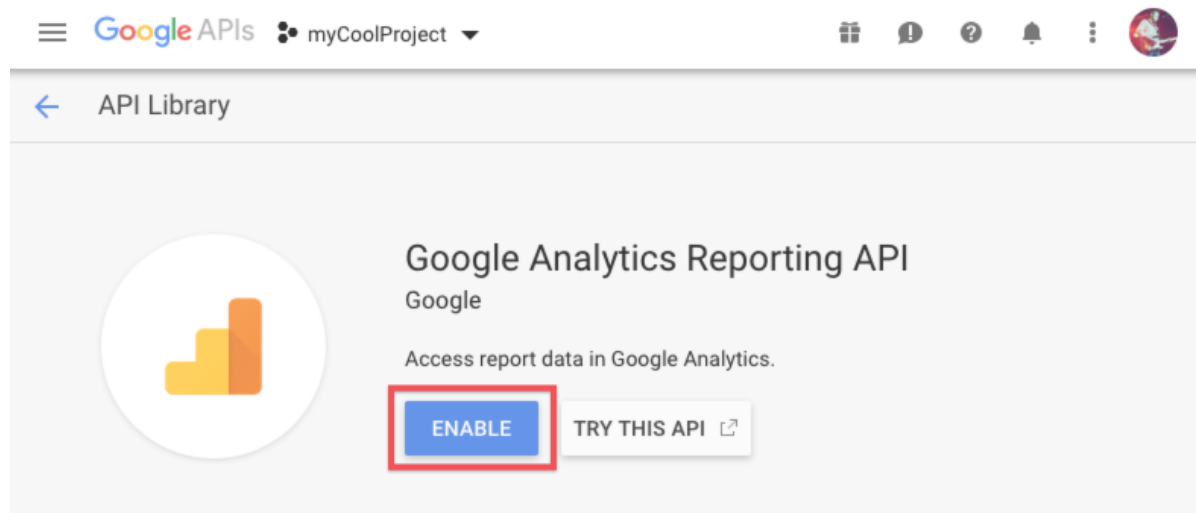 Google APIs myCoolProject
API Library
Google Analytics Reporting API
Google
Access report data in Google Analytics.
ENABLE TRY THIS API